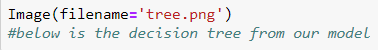 Image(filename='tree.png')
#below is the decision tree from our model